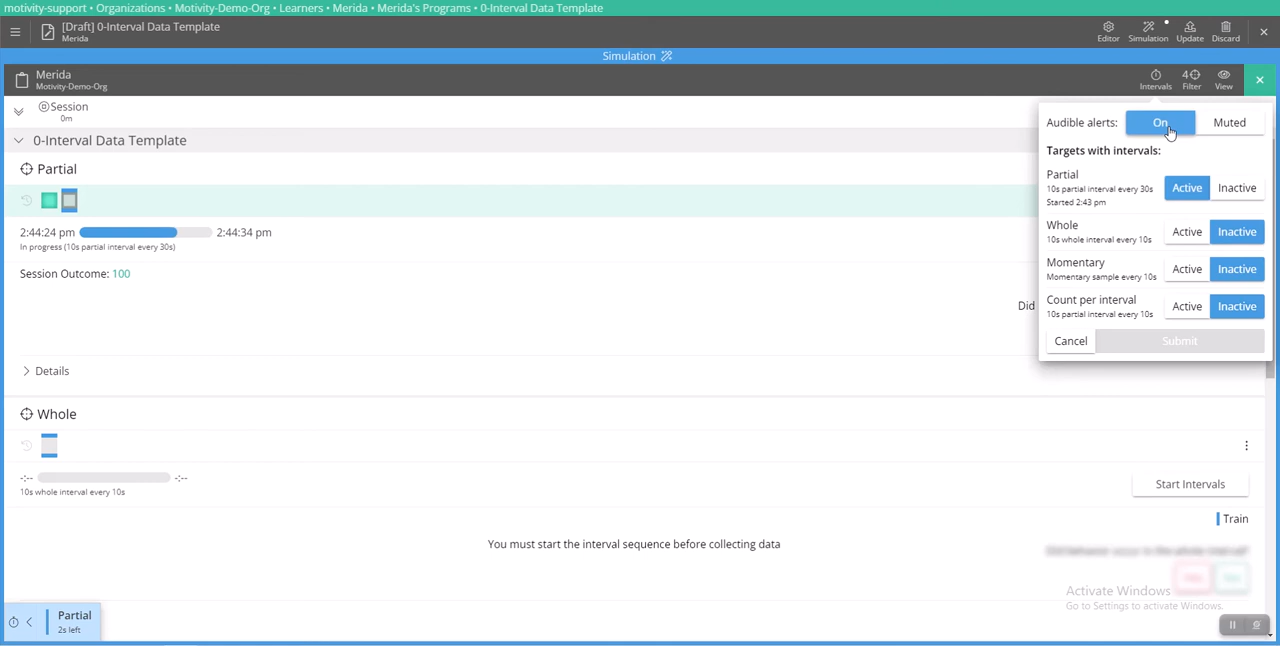 motivity-support • Organizations • Motivity-Demo-Org • Learners • Merida • Merida's Programs • 0-Interval Data Template
[Draft] 0-Interval Data Template
Merida
Editor
Simulation
Update
Discard
Simulation
Merida
Motivity-Demo-Org
Intervals
4
Filter
View
Session
0m
0-Interval Data Template
Partial
2:44:24 pm
2:44:34 pm
In progress (10s partial interval every 30s)
Session Outcome: 100
Did
Details
Audible alerts:
On
Muted
Targets with intervals:
Partial
10s partial interval every 30s
Started 2:43 pm
Active
Inactive
Whole
10s whole interval every 10s
Active
Inactive
Momentary
Momentary sample every 10s
Active
Inactive
Count per interval
10s partial interval every 10s
Active
Inactive
Cancel
Submit
Whole
-:--
-:--
10s whole interval every 10s
Start Intervals
Train
You must start the interval sequence before collecting data
Did behavior occur in the whole interval?
Activate Windows
Go to Settings to activate Windows.
Partial
2s left